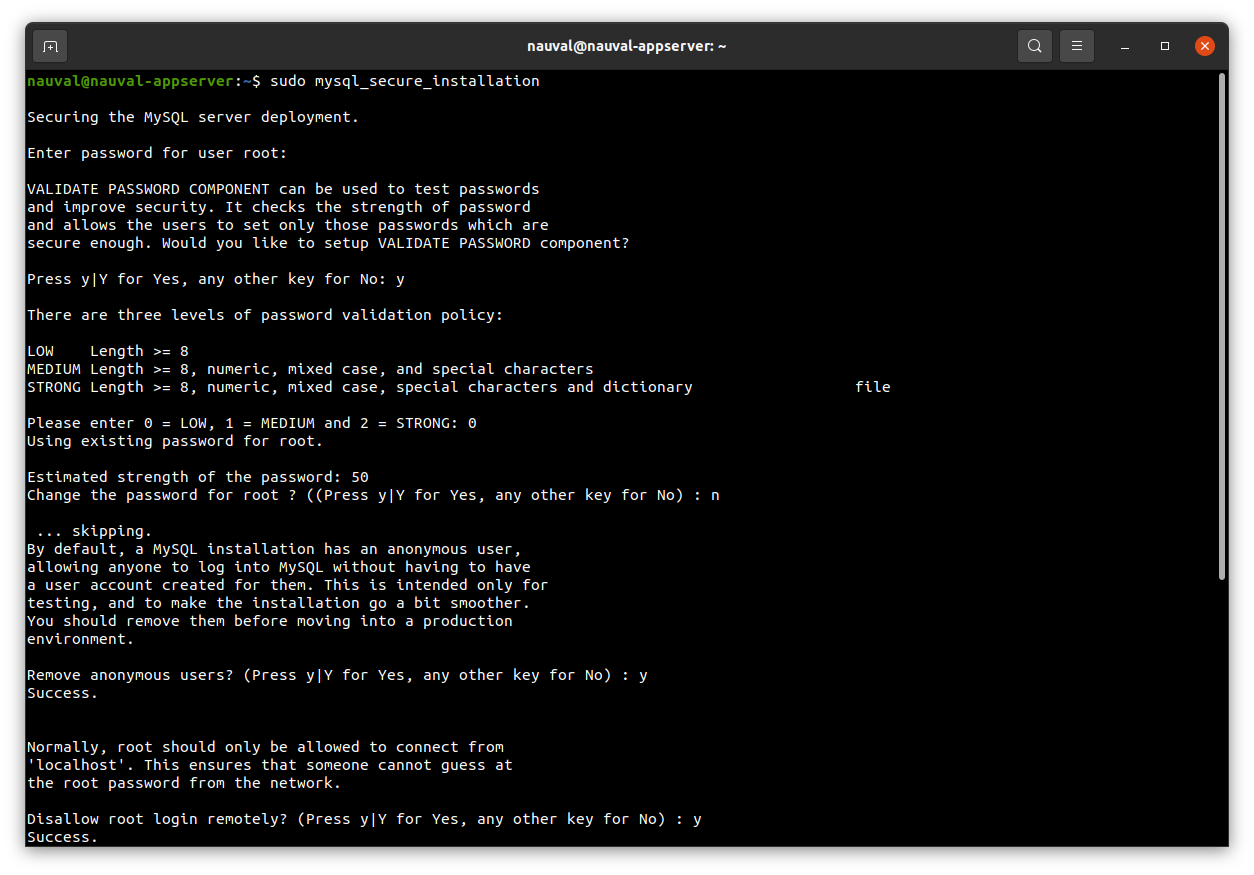 nauval@nauval-appserver: ~
nauval@nauval-appserver:~$ sudo mysql_secure_installation
Securing the MySQL server deployment.
Enter password for user root:
VALIDATE PASSWORD COMPONENT can be used to test passwords
and improve security. It checks the strength of password
and allows the users to set only those passwords which are
secure enough. Would you like to setup VALIDATE PASSWORD component?
Press y|Y for Yes, any other key for No: y
There are three levels of password validation policy:
LOW    Length >= 8
MEDIUM Length >= 8, numeric, mixed case, and special characters
STRONG Length >= 8, numeric, mixed case, special characters and dictionary                  file
Please enter 0 = LOW, 1 = MEDIUM and 2 = STRONG: 0
Using existing password for root.
Estimated strength of the password: 50
Change the password for root ? ((Press y|Y for Yes, any other key for No) : n
 ... skipping.
By default, a MySQL installation has an anonymous user,
allowing anyone to log into MySQL without having to have
a user account created for them. This is intended only for
testing, and to make the installation go a bit smoother.
You should remove them before moving into a production
environment.
Remove anonymous users? (Press y|Y for Yes, any other key for No) : y
Success.
Normally, root should only be allowed to connect from
'localhost'. This ensures that someone cannot guess at
the root password from the network.
Disallow root login remotely? (Press y|Y for Yes, any other key for No) : y
Success.